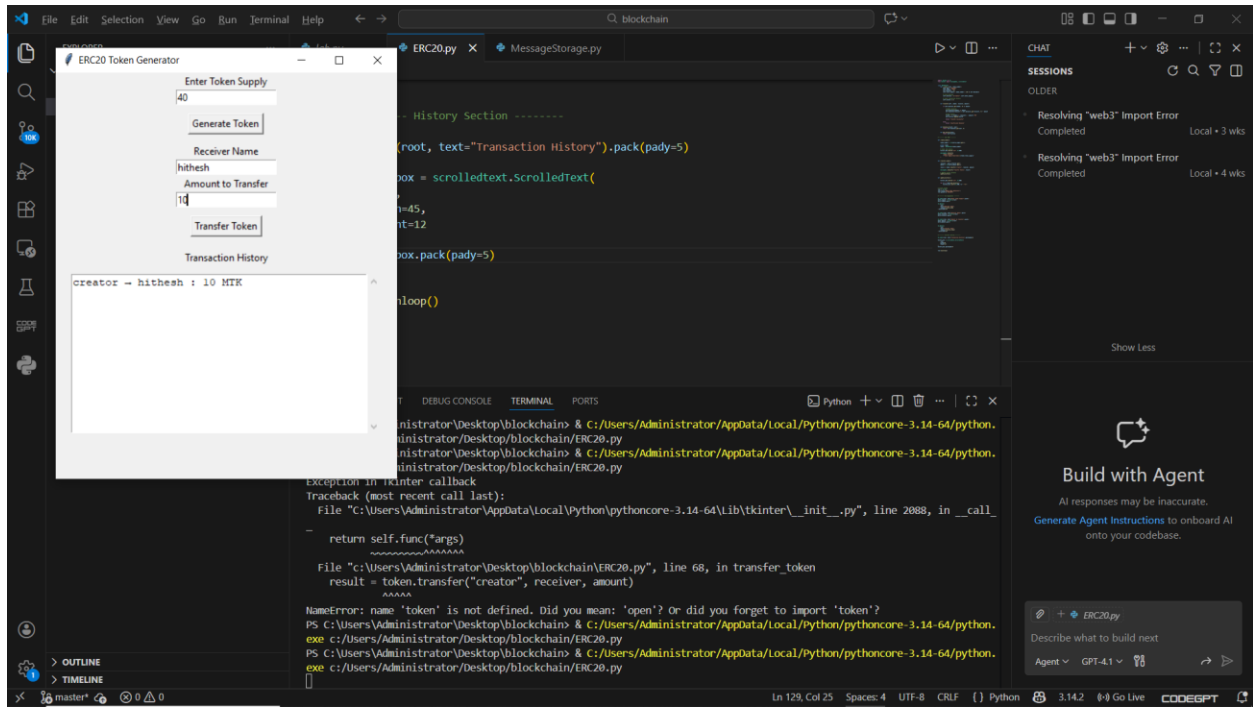 File Edit Selection View Go Run Terminal Help
blockchain
ERC20 Token Generator
Enter Token Supply
40
Generate Token
Receiver Name
hithesh
Amount to Transfer
10
Transfer Token
Transaction History
creator → hithesh : 10 MTK
10K
ERC20.py
MessageStorage.py
-- History Section --------
(root, text="Transaction History").pack(pady=5)
box = scrolledtext.ScrolledText(
,
h=45,
ht=12
box.pack(pady=5)
nloop()
T DEBUG CONSOLE TERMINAL PORTS
Python
inistrator\Desktop\blockchain> & C:/Users/Administrator/AppData/Local/Python/pythoncore-3.14-64/python.
ministrator/Desktop/blockchain/ERC20.py
inistrator\Desktop\blockchain> & C:/Users/Administrator/AppData/Local/Python/pythoncore-3.14-64/python.
ministrator/Desktop/blockchain/ERC20.py
Exception in Tkinter callback
Traceback (most recent call last):
File "C:\Users\Administrator\AppData\Local\Python\pythoncore-3.14-64\Lib\tkinter\__init__.py", line 2088, in __call_
_
return self.func(*args)
~~~~~~~~~^^^^^^^
File "c:\Users\Administrator\Desktop\blockchain\ERC20.py", line 68, in transfer_token
result = token.transfer("creator", receiver, amount)
^^^^^
NameError: name 'token' is not defined. Did you mean: 'open'? Or did you forget to import 'token'?
PS C:\Users\Administrator\Desktop\blockchain> & C:/Users/Administrator/AppData/Local/Python/pythoncore-3.14-64/python.
exe c:/Users/Administrator/Desktop/blockchain/ERC20.py
PS C:\Users\Administrator\Desktop\blockchain> & C:/Users/Administrator/AppData/Local/Python/pythoncore-3.14-64/python.
exe c:/Users/Administrator/Desktop/blockchain/ERC20.py
CHAT
SESSIONS
OLDER
Resolving "web3" Import Error
Completed Local • 3 wks
Resolving "web3" Import Error
Completed Local • 4 wks
Show Less
Build with Agent
AI responses may be inaccurate.
Generate Agent Instructions to onboard AI
onto your codebase.
ERC20.py
Describe what to build next
Agent GPT-4.1
OUTLINE
TIMELINE
1
master* 0 0
Ln 129, Col 25 Spaces: 4 UTF-8 CRLF { } Python 3.14.2 Go Live CODEGPT